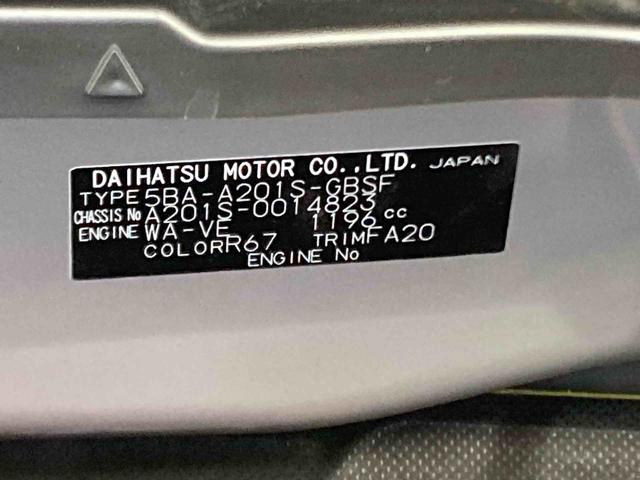 DAIHATSU MOTOR CO.,LTD. JAPAN
TYPE 5BA-A201S-GBSF
CHASSIS No A201S-0014823
ENGINE WA-VE 1196 cc
COLOR R67 TRIM FA20
ENGINE No